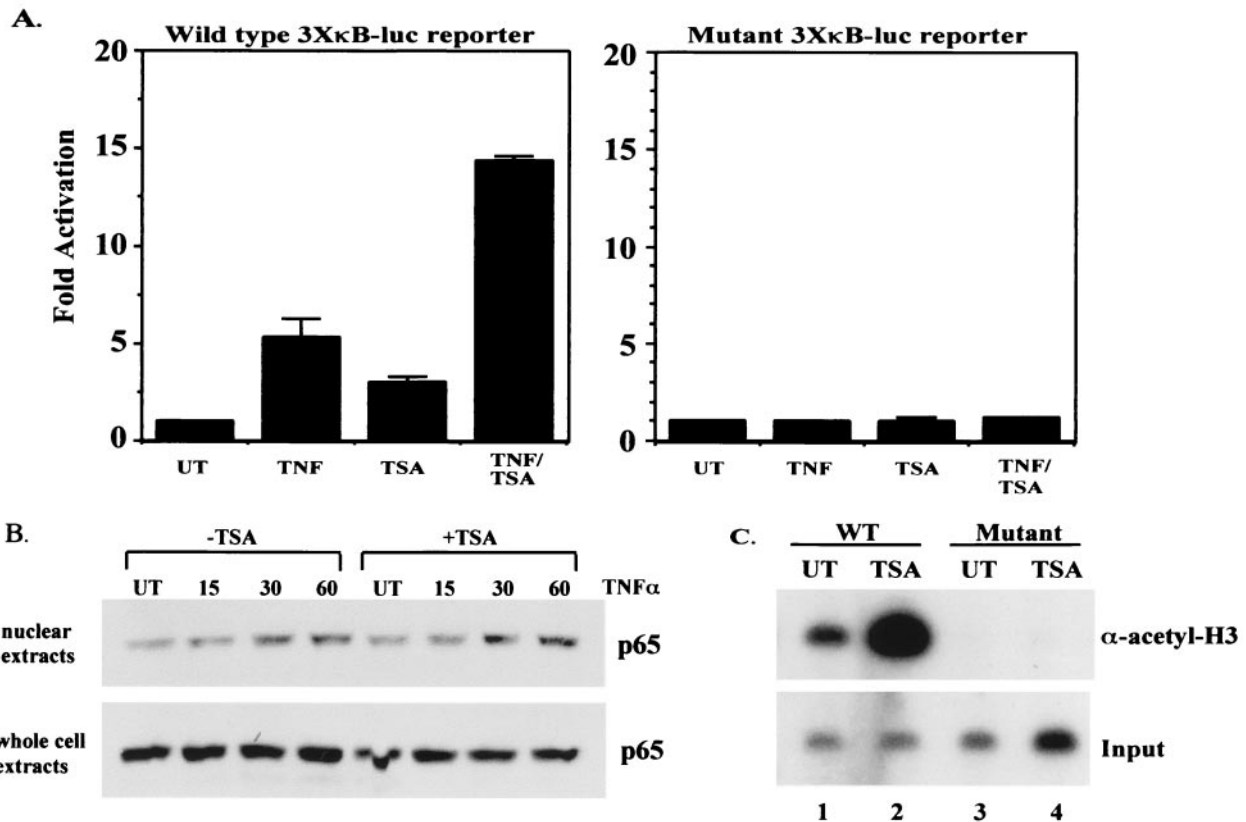 A.
Wild type 3XκB-luc reporter
Fold Activation
20
15
10
5
0
UT TNF TSA TNF/
TSA
Mutant 3XκB-luc reporter
20
15
10
5
0
UT TNF TSA TNF/
TSA
B.
-TSA +TSA
UT 15 30 60 UT 15 30 60 TNFα
nuclear
extracts
p65
whole cell
extracts
p65
C.
WT Mutant
UT TSA UT TSA
α-acetyl-H3
Input
1 2 3 4